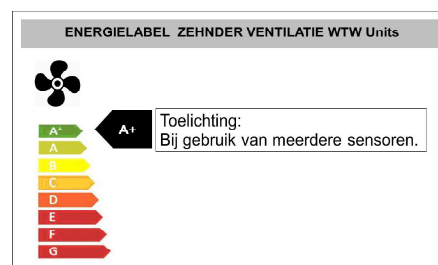 ENERGIELABEL ZEHNDER VENTILATIE WTW Units
A+
A+
Toelichting:
Bij gebruik van meerdere sensoren.
A
B
C
D
E
F
G